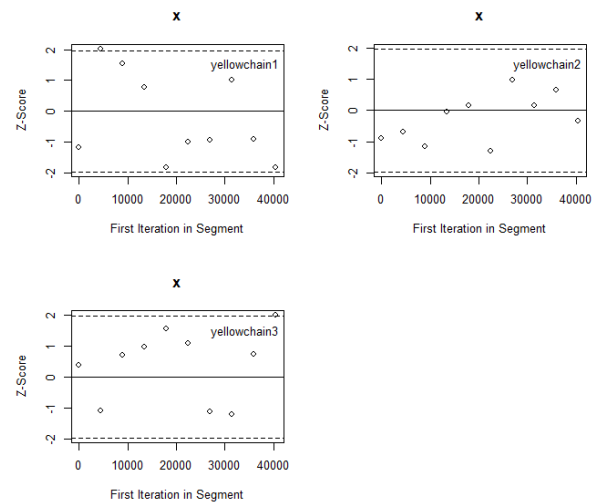 x
2
1
0
-1
-2
Z-Score
yellowchain1
0 10000 20000 30000 40000
First Iteration in Segment
x
2
1
0
-1
-2
Z-Score
yellowchain2
0 10000 20000 30000 40000
First Iteration in Segment
x
2
1
0
-1
-2
Z-Score
yellowchain3
0 10000 20000 30000 40000
First Iteration in Segment